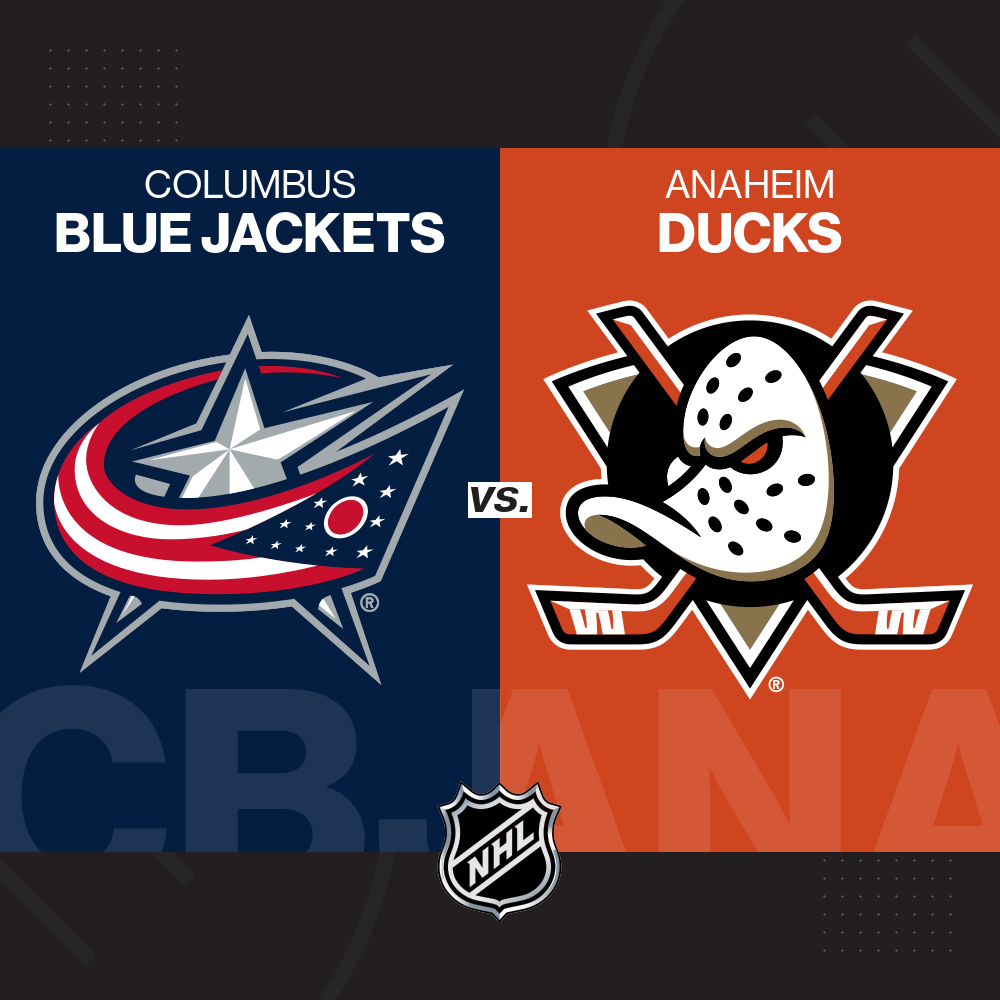 COLUMBUS
BLUE JACKETS
ANAHEIM
DUCKS
VS.
®
®
CBJ
ANA
NHL